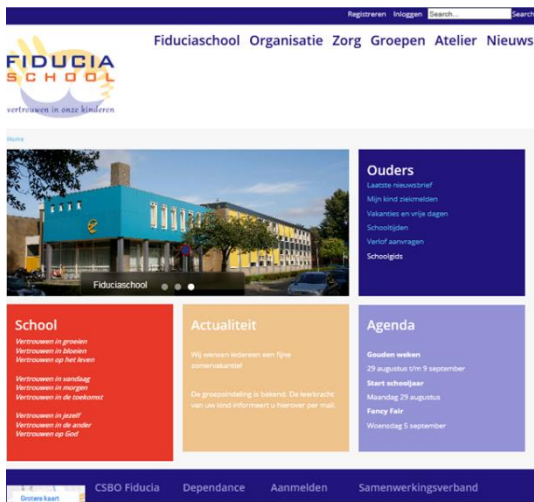 Registreren Inloggen Search... Search
FIDUCIA
SCHOOL
vertrouwen in onze kinderen
Fiduciaschool Organisatie Zorg Groepen Atelier Nieuws
Home
Fiduciaschool
Ouders
Laatste nieuwsbrief
Mijn kind ziekmelden
Vakanties en vrije dagen
Schooltijden
Verlof aanvragen
Schoolgids
School
Vertrouwen in groeien
Vertrouwen in bloeien
Vertrouwen op het leven
Vertrouwen in vandaag
Vertrouwen in morgen
Vertrouwen in de toekomst
Vertrouwen in jezelf
Vertrouwen in de ander
Vertrouwen op God
Actualiteit
Wij wensen iedereen een fijne
zomervakantie!
De groepsindeling is bekend. De leerkracht
van uw kind informeert u hierover per mail.
Agenda
Gouden weken
29 augustus t/m 9 september
Start schooljaar
Maandag 29 augustus
Fancy Fair
Woensdag 5 september
Grotere kaart
CSBO Fiducia Dependance Aanmelden Samenwerkingsverband